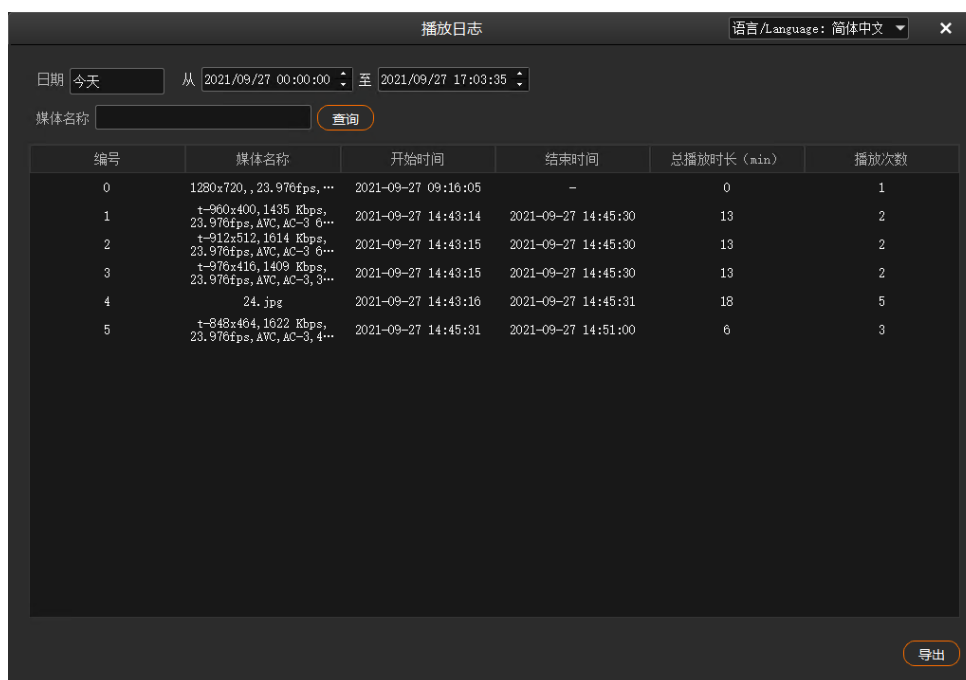 播放日志
语言/Language: 简体中文
日期 今天 从 2021/09/27 00:00:00 至 2021/09/27 17:03:35
媒体名称 查询
编号 媒体名称 开始时间 结束时间 总播放时长（min） 播放次数
0 1280x720,,23.976fps,… 2021-09-27 09:16:05 - 0 1
1 t-960x400,1435 Kbps, 23.976fps,AVC,AC-3 6… 2021-09-27 14:43:14 2021-09-27 14:45:30 13 2
2 t-912x512,1614 Kbps, 23.976fps,AVC,AC-3 6… 2021-09-27 14:43:15 2021-09-27 14:45:30 13 2
3 t-976x416,1409 Kbps, 23.976fps,AVC,AC-3,3… 2021-09-27 14:43:15 2021-09-27 14:45:30 13 2
4 24.jpg 2021-09-27 14:43:16 2021-09-27 14:45:31 18 5
5 t-848x464,1622 Kbps, 23.976fps,AVC,AC-3,4… 2021-09-27 14:45:31 2021-09-27 14:51:00 6 3
导出